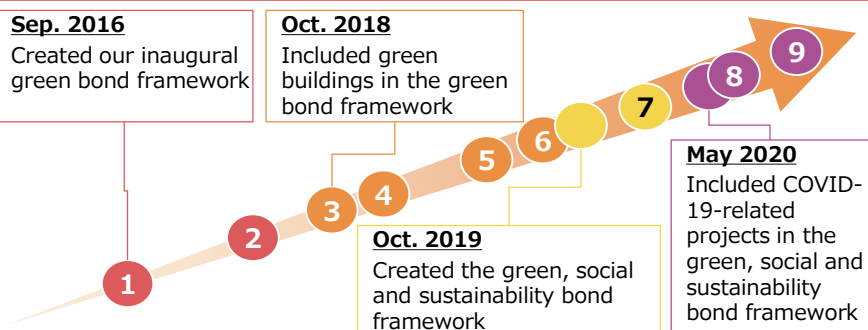 Sep. 2016
Created our inaugural
green bond framework
Oct. 2018
Included green
buildings in the green
bond framework
Oct. 2019
Created the green, social
and sustainability bond
framework
May 2020
Included COVID-
19-related
projects in the
green, social and
sustainability
bond framework
1
2
3
4
5
6
7
8
9